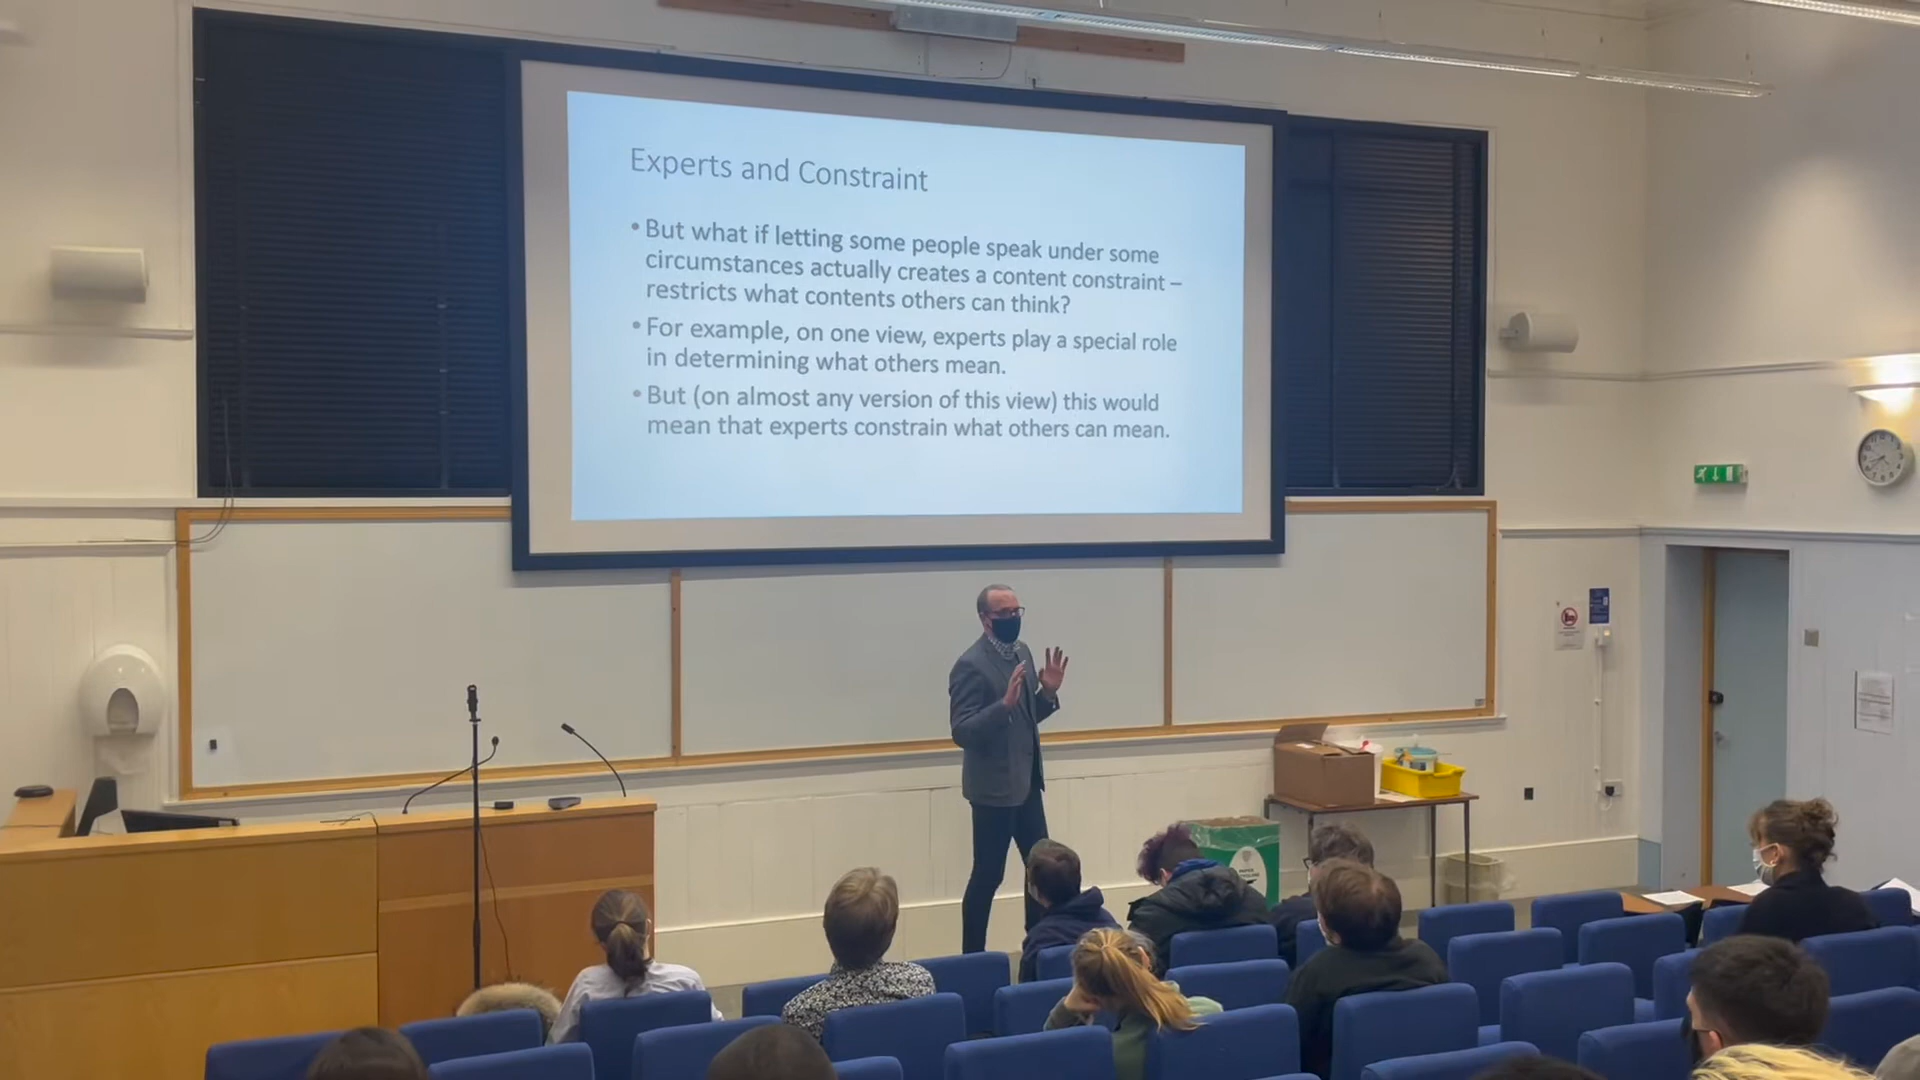 Experts and Constraint
• But what if letting some people speak under some
circumstances actually creates a content constraint –
restricts what contents others can think?
• For example, on one view, experts play a special role
in determining what others mean.
• But (on almost any version of this view) this would
mean that experts constrain what others can mean.